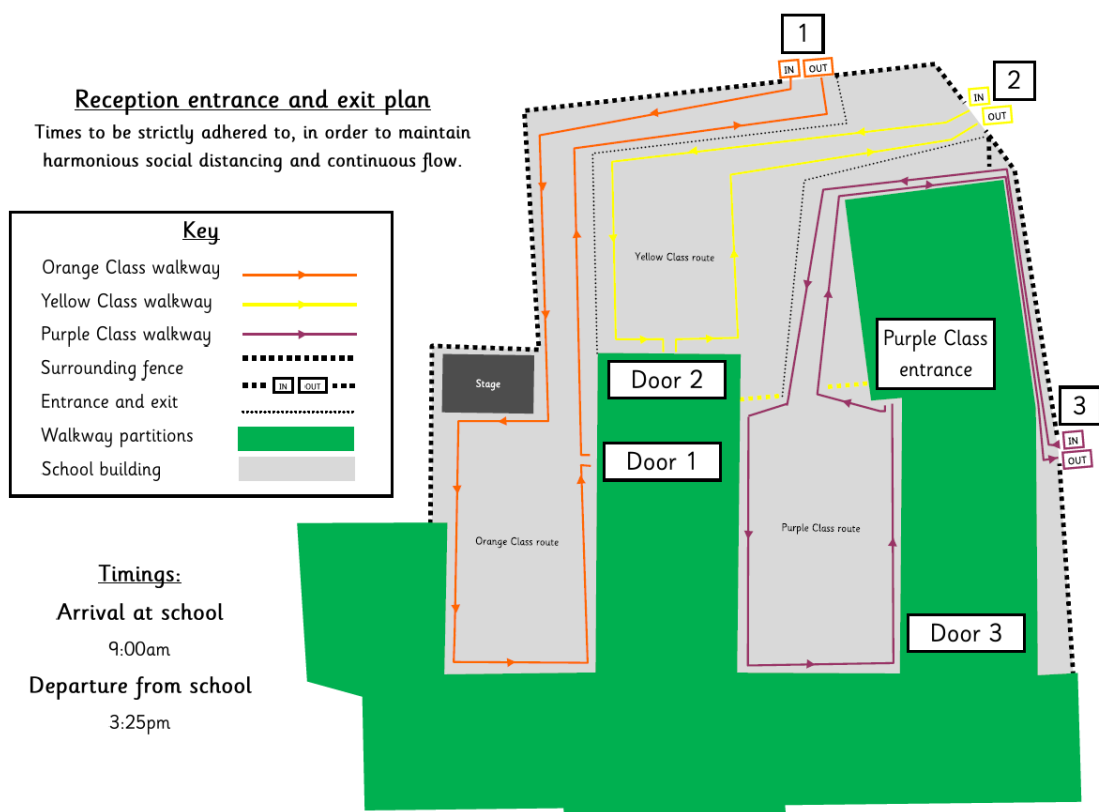 Reception entrance and exit plan
Times to be strictly adhered to, in order to maintain
harmonious social distancing and continuous flow.
Key
Orange Class walkway
Yellow Class walkway
Purple Class walkway
Surrounding fence
IN OUT
Entrance and exit
Walkway partitions
School building
Timings:
Arrival at school
9:00am
Departure from school
3:25pm
1
IN OUT
2
IN
OUT
Yellow Class route
Stage
Door 2
Purple Class
entrance
3
IN
OUT
Door 1
Orange Class route
Purple Class route
Door 3